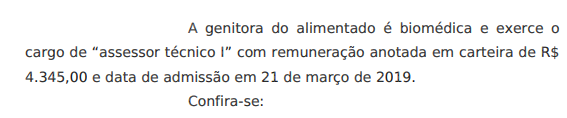 A genitora do alimentado é biomédica e exerce o
cargo de “assessor técnico I” com remuneração anotada em carteira de R$
4.345,00 e data de admissão em 21 de março de 2019.
Confira-se: